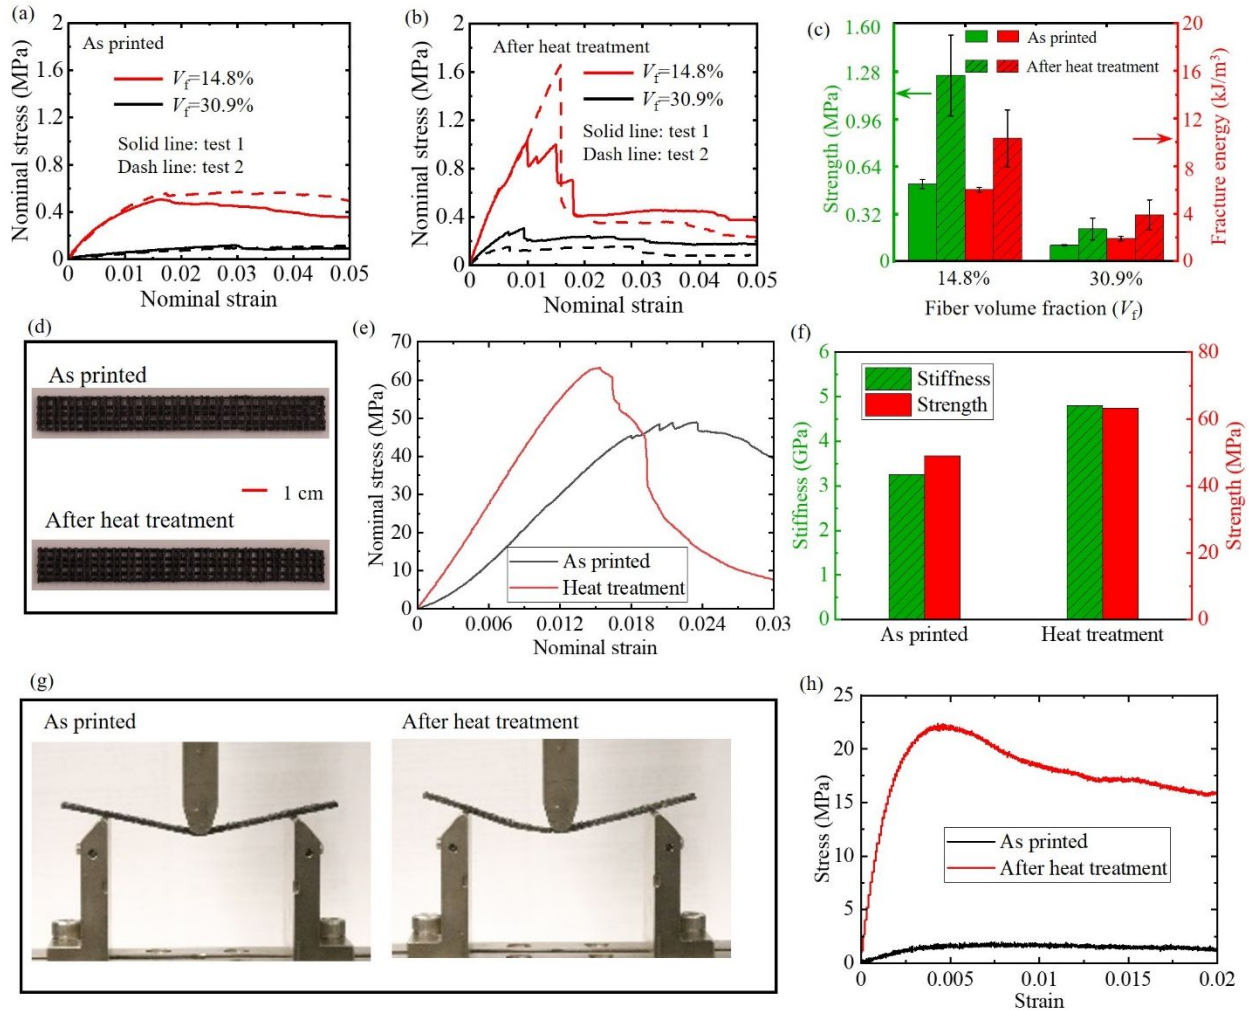 (a)
As printed
Vf=14.8%
Vf=30.9%
Solid line: test 1
Dash line: test 2
Nominal stress (MPa)
2
1.6
1.2
0.8
0.4
0
0 0.01 0.02 0.03 0.04 0.05
Nominal strain
(b)
After heat treatment
Vf=14.8%
Vf=30.9%
Solid line: test 1
Dash line: test 2
Nominal stress (MPa)
2
1.6
1.2
0.8
0.4
0
0 0.01 0.02 0.03 0.04 0.05
Nominal strain
(c)
As printed
After heat treatment
Strength (MPa)
1.60
1.28
0.96
0.64
0.32
0
Fracture energy (kJ/m³)
20
16
12
8
4
0
14.8% 30.9%
Fiber volume fraction (Vf)
(d)
As printed
1 cm
After heat treatment
(e)
Nominal stress (MPa)
70
60
50
40
30
20
10
0
As printed
Heat treatment
0 0.006 0.012 0.018 0.024 0.03
Nominal strain
(f)
Stiffness
Strength
Stiffness (GPa)
6
5
4
3
2
1
0
Strength (MPa)
80
60
40
20
0
As printed Heat treatment
(g)
As printed After heat treatment
(h)
Stress (MPa)
25
20
15
10
5
0
As printed
After heat treatment
0 0.005 0.01 0.015 0.02
Strain